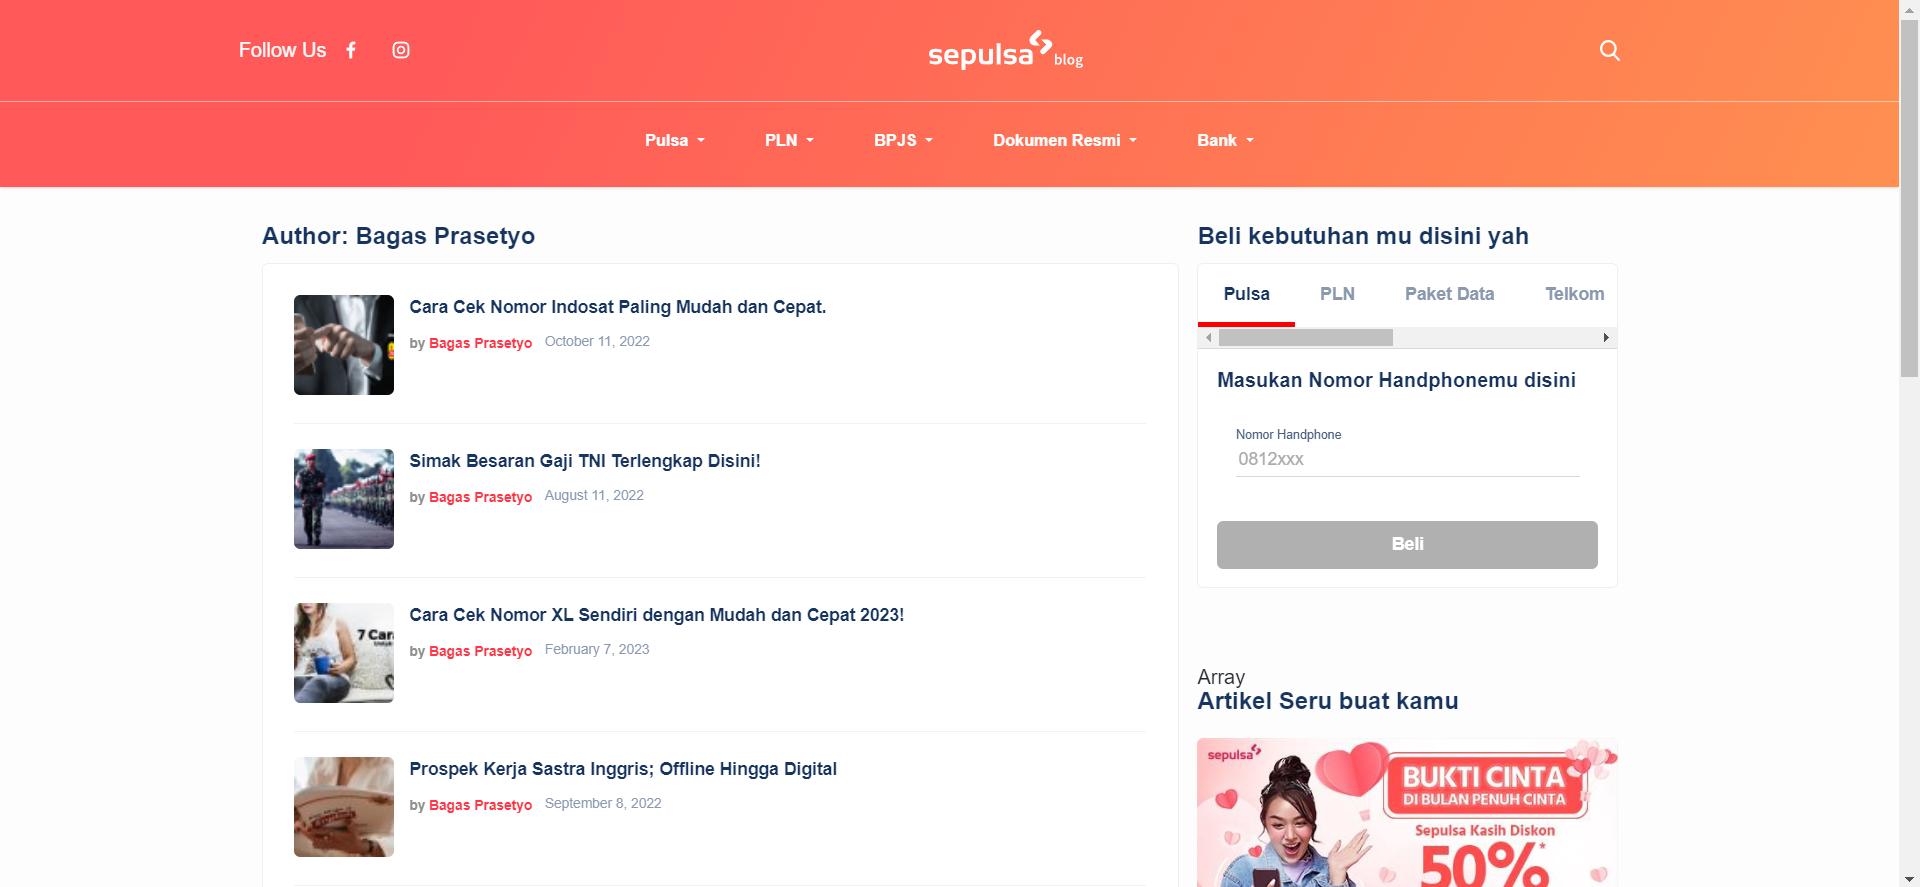 Follow Us
sepulsa blog
Pulsa
PLN
BPJS
Dokumen Resmi
Bank
Author: Bagas Prasetyo
Cara Cek Nomor Indosat Paling Mudah dan Cepat.
by Bagas Prasetyo October 11, 2022
Simak Besaran Gaji TNI Terlengkap Disini!
by Bagas Prasetyo August 11, 2022
7 Cara
Cara Cek Nomor XL Sendiri dengan Mudah dan Cepat 2023!
by Bagas Prasetyo February 7, 2023
Prospek Kerja Sastra Inggris; Offline Hingga Digital
by Bagas Prasetyo September 8, 2022
Beli kebutuhan mu disini yah
Pulsa
PLN
Paket Data
Telkom
Masukan Nomor Handphonemu disini
Nomor Handphone
0812xxx
Beli
Array
Artikel Seru buat kamu
sepulsa
BUKTI CINTA
DI BULAN PENUH CINTA
Sepulsa Kasih Diskon
50%*